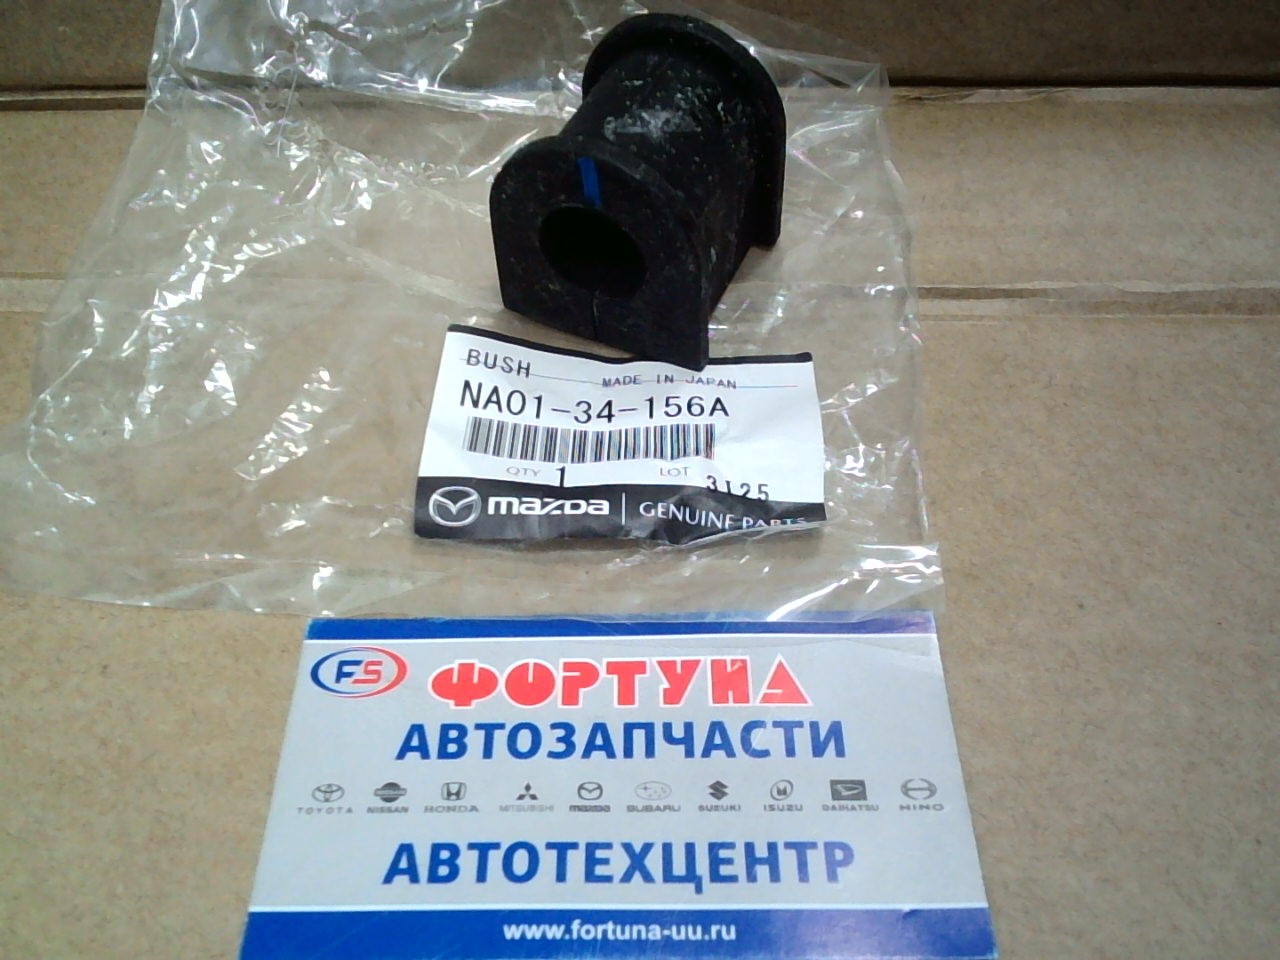 BUSH
MADE IN JAPAN
NA01-34-156A
QTY 1 LOT 3J25
mazda GENUINE PARTS
FS ФОРТУНА
АВТОЗАПЧАСТИ
TOYOTA NISSAN HONDA MITSUBISHI mazda SUBARU SUZUKI ISUZU DAIHATSU HINO
АВТОТЕХЦЕНТР
www.fortuna-uu.ru